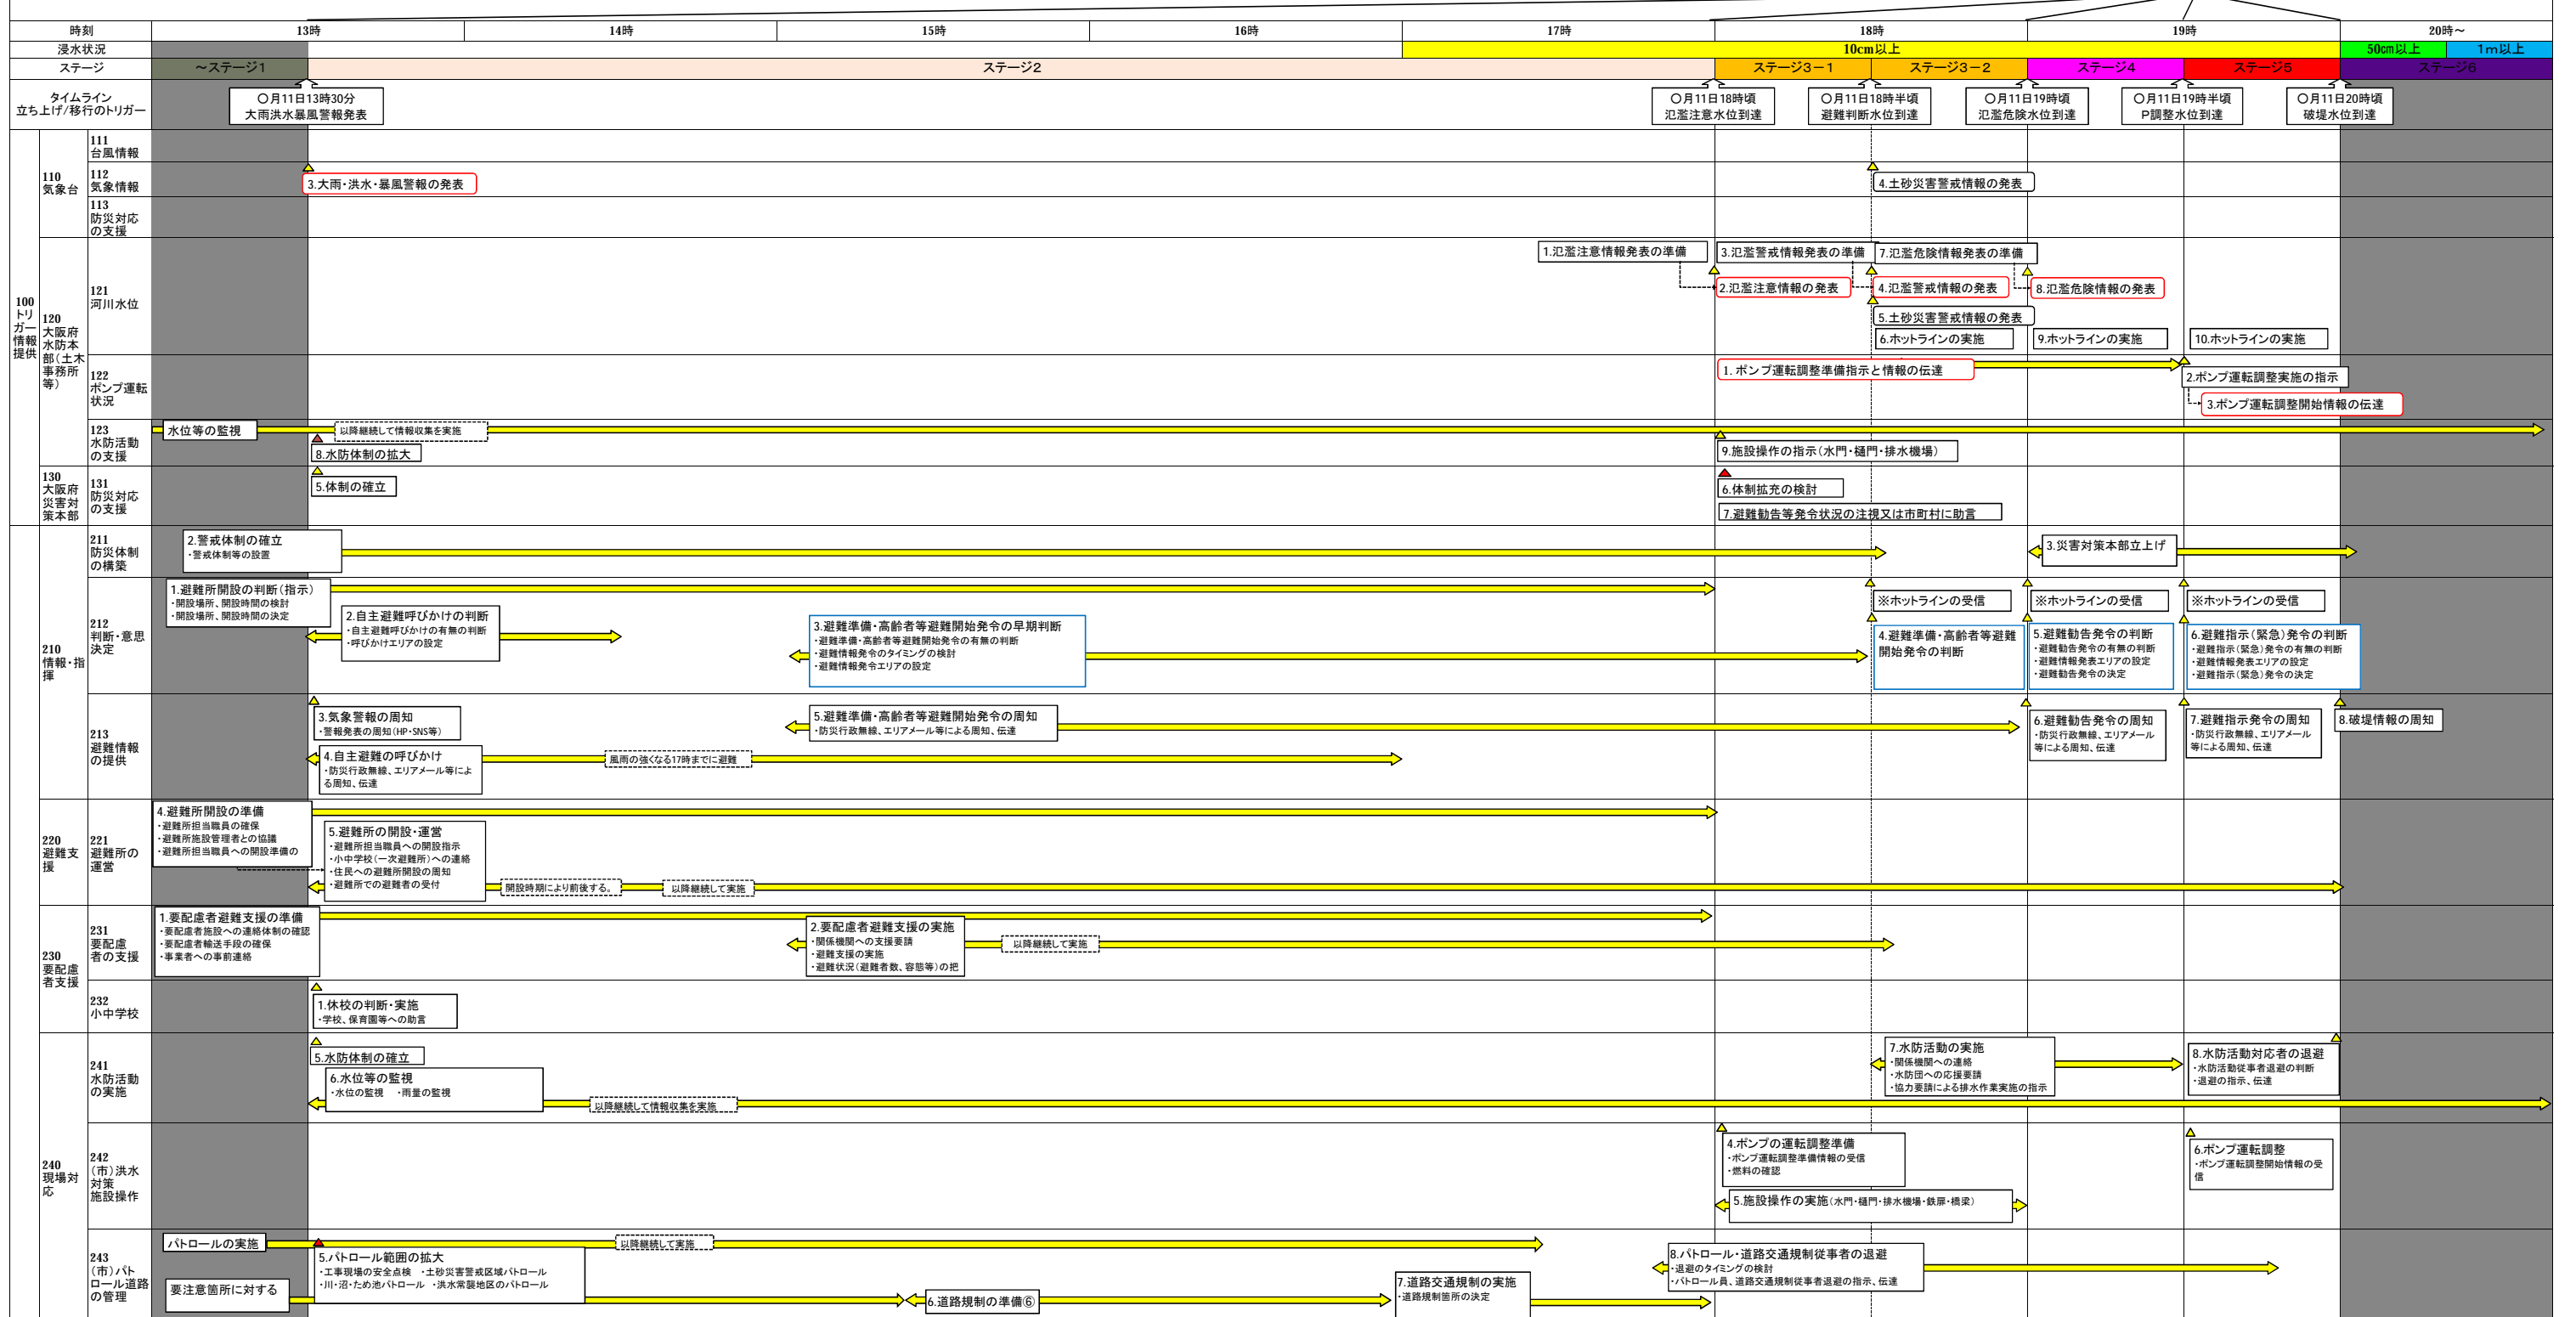 時刻
13時
14時
15時
16時
17時
18時
19時
20時～
浸水状況
10cm以上
50cm以上
1ｍ以上
ステージ
～ステージ1
ステージ2
ステージ3－1
ステージ3－2
ステージ4
ステージ5
ステージ6
タイムライン
立ち上げ/移行のトリガー
〇月11日13時30分
大雨洪水暴風警報発表
〇月11日18時頃
氾濫注意水位到達
〇月11日18時半頃
避難判断水位到達
〇月11日19時頃
氾濫危険水位到達
〇月11日19時半頃
P調整水位到達
〇月11日20時頃
破堤水位到達
100
トリ
ガー
情報
提供
110
気象台
111
台風情報
112
気象情報
3.大雨・洪水・暴風警報の発表
4.土砂災害警戒情報の発表
113
防災対応
の支援
120
大阪府
水防本
部（土木
事務所
等）
121
河川水位
1.氾濫注意情報発表の準備
3.氾濫警戒情報発表の準備
7.氾濫危険情報発表の準備
2.氾濫注意情報の発表
4.氾濫警戒情報の発表
8.氾濫危険情報の発表
5.土砂災害警戒情報の発表
6.ホットラインの実施
9.ホットラインの実施
10.ホットラインの実施
122
ポンプ運転
状況
1. ポンプ運転調整準備指示と情報の伝達
2.ポンプ運転調整実施の指示
3.ポンプ運転調整開始情報の伝達
123
水防活動
の支援
水位等の監視
以降継続して情報収集を実施
8.水防体制の拡大
9.施設操作の指示（水門・樋門・排水機場）
130
大阪府
災害対
策本部
131
防災対応
の支援
5.体制の確立
6.体制拡充の検討
7.避難勧告等発令状況の注視又は市町村に助言
210
情報・指
揮
211
防災体制
の構築
2.警戒体制の確立
・警戒体制等の設置
3.災害対策本部立上げ
212
判断・意思
決定
1.避難所開設の判断（指示）
・開設場所、開設時間の検討
・開設場所、開設時間の決定
2.自主避難呼びかけの判断
・自主避難呼びかけの有無の判断
・呼びかけエリアの設定
3.避難準備・高齢者等避難開始発令の早期判断
・避難準備・高齢者等避難開始発令の有無の判断
・避難情報発令のタイミングの検討
・避難情報発令エリアの設定
※ホットラインの受信
※ホットラインの受信
※ホットラインの受信
4.避難準備・高齢者等避難
開始発令の判断
5.避難勧告発令の判断
・避難勧告発令の有無の判断
・避難情報発表エリアの設定
・避難勧告発令の決定
6.避難指示（緊急）発令の判断
・避難指示（緊急）発令の有無の判断
・避難情報発表エリアの設定
・避難指示（緊急）発令の決定
213
避難情報
の提供
3.気象警報の周知
・警報発表の周知（HP・SNS等）
4.自主避難の呼びかけ
・防災行政無線、エリアメール等によ
る周知、伝達
風雨の強くなる17時までに避難
5.避難準備・高齢者等避難開始発令の周知
・防災行政無線、エリアメール等による周知、伝達
6.避難勧告発令の周知
・防災行政無線、エリアメール
等による周知、伝達
7.避難指示発令の周知
・防災行政無線、エリアメール
等による周知、伝達
8.破堤情報の周知
220
避難支
援
221
避難所の
運営
4.避難所開設の準備
・避難所担当職員の確保
・避難所施設管理者との協議
・避難所担当職員への開設準備の
5.避難所の開設・運営
・避難所担当職員への開設指示
・小中学校（一次避難所）への連絡
・住民への避難所開設の周知
・避難所での避難者の受付
開設時期により前後する。
以降継続して実施
230
要配慮
者支援
231
要配慮
者の支援
1.要配慮者避難支援の準備
・要配慮者施設への連絡体制の確認
・要配慮者輸送手段の確保
・事業者への事前連絡
2.要配慮者避難支援の実施
・関係機関への支援要請
・避難支援の実施
・避難状況（避難者数、容態等）の把
以降継続して実施
232
小中学校
1.休校の判断・実施
・学校、保育園等への助言
240
現場対
応
241
水防活動
の実施
5.水防体制の確立
6.水位等の監視
・水位の監視　・雨量の監視
以降継続して情報収集を実施
7.水防活動の実施
・関係機関への連絡
・水防団への応援要請
・協力要請による排水作業実施の指示
8.水防活動対応者の退避
・水防活動従事者退避の判断
・退避の指示、伝達
242
（市）洪水
対策
施設操作
4.ポンプの運転調整準備
・ポンプ運転調整準備情報の受信
・燃料の確認
5.施設操作の実施（水門・樋門・排水機場・鉄扉・橋梁）
6.ポンプ運転調整
・ポンプ運転調整開始情報の受
信
243
（市）パト
ロール道路
の管理
パトロールの実施
以降継続して実施
5.パトロール範囲の拡大
・工事現場の安全点検　・土砂災害警戒区域パトロール
・川・沼・ため池パトロール　・洪水常襲地区のパトロール
要注意箇所に対する
6.道路規制の準備⑥
7.道路交通規制の実施
・道路規制箇所の決定
8.パトロール・道路交通規制従事者の退避
・退避のタイミングの検討
・パトロール員、道路交通規制従事者退避の指示、伝達